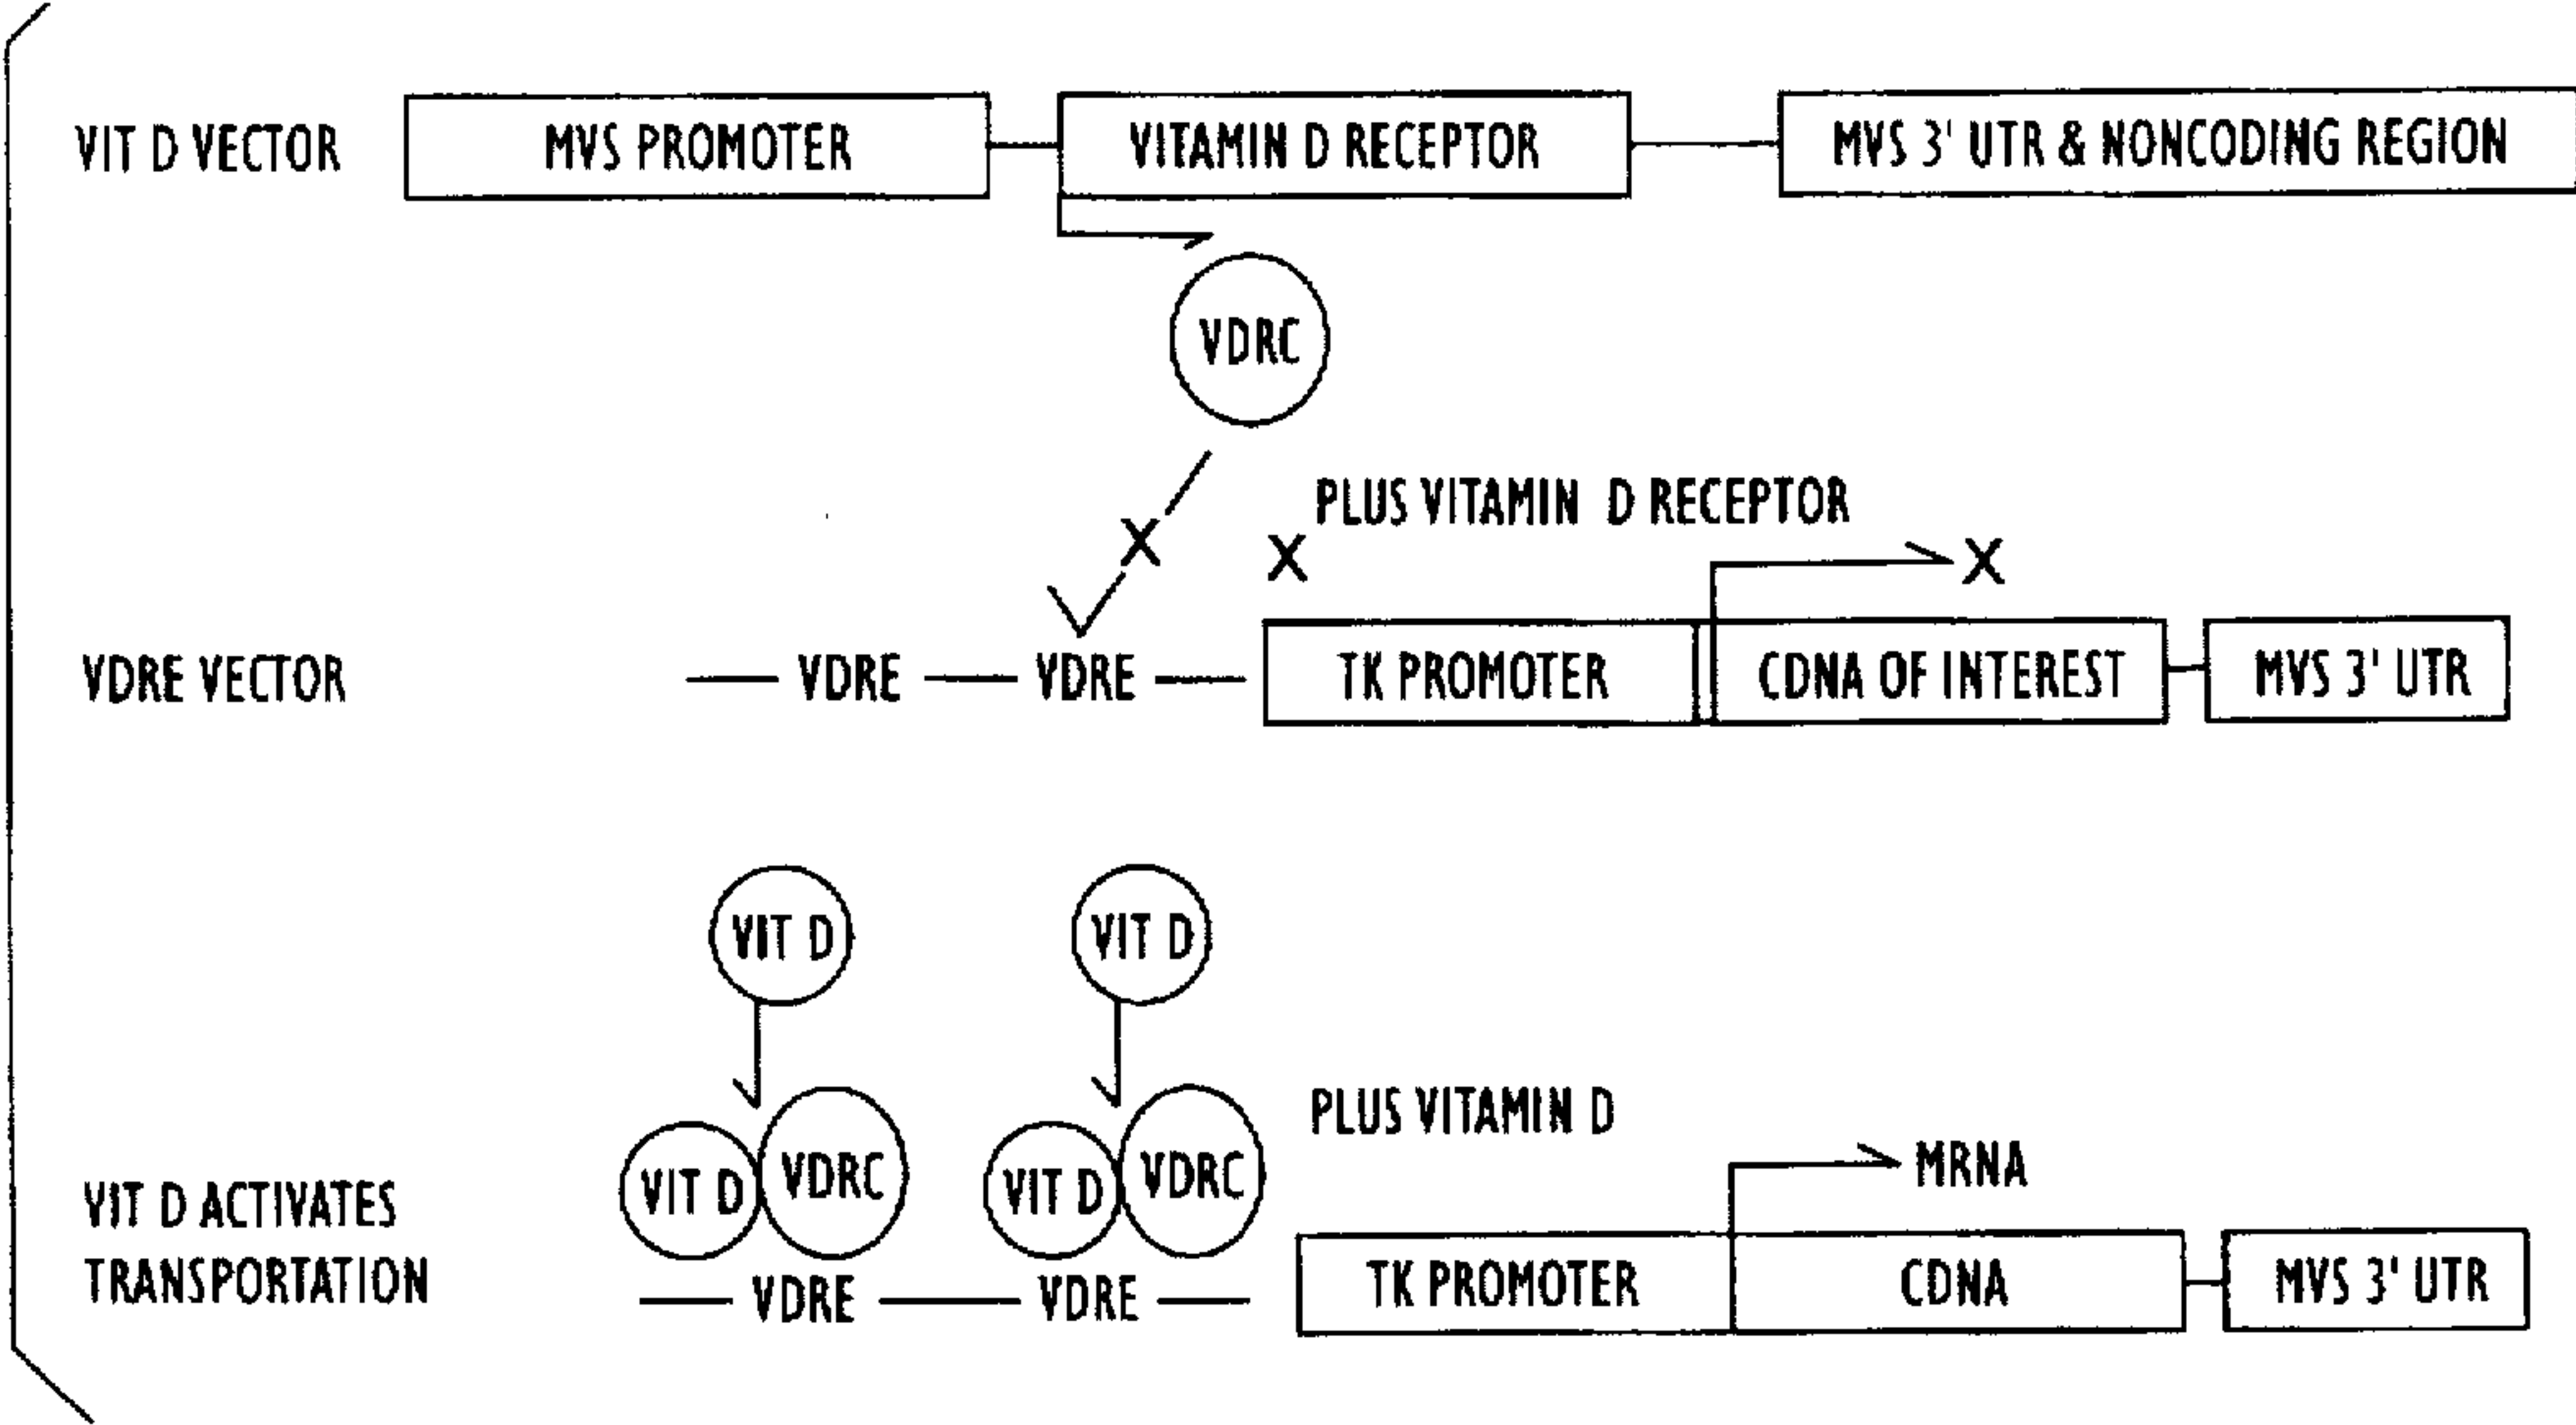 VIT D VECTOR
MVS PROMOTER
VITAMIN D RECEPTOR
MVS 3' UTR & NONCODING REGION
VDRC
X
X
PLUS VITAMIN D RECEPTOR
X
VDRE VECTOR
VDRE
VDRE
TK PROMOTER
CDNA OF INTEREST
MVS 3' UTR
VIT D
VIT D
PLUS VITAMIN D
VIT D
VDRC
VIT D
VDRC
MRNA
VIT D ACTIVATES
TRANSPORTATION
VDRE
VDRE
TK PROMOTER
CDNA
MVS 3' UTR